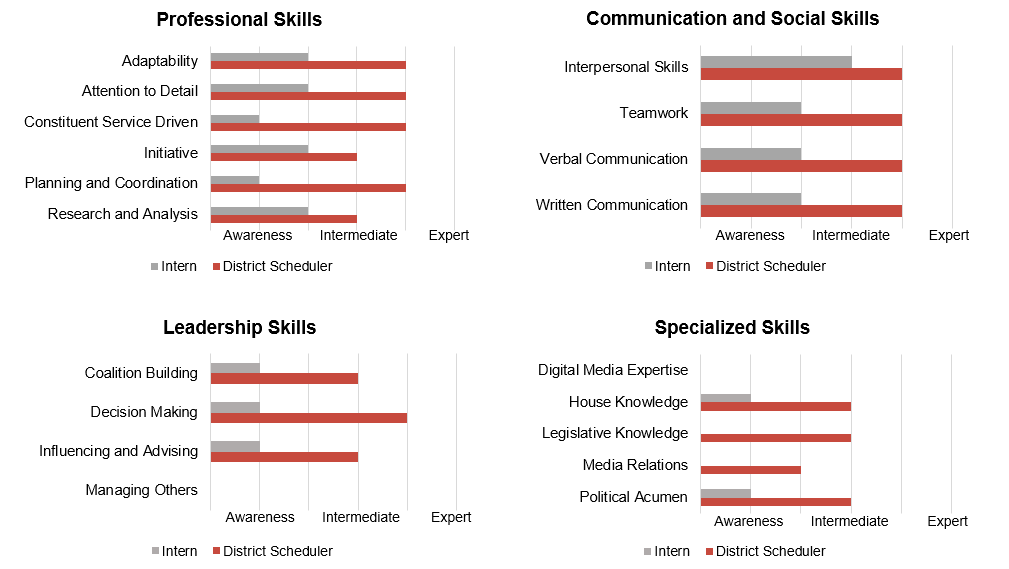 Professional Skills
Adaptability
Attention to Detail
Constituent Service Driven
Initiative
Planning and Coordination
Research and Analysis
Awareness Intermediate Expert
Intern District Scheduler
Communication and Social Skills
Interpersonal Skills
Teamwork
Verbal Communication
Written Communication
Awareness Intermediate Expert
Intern District Scheduler
Leadership Skills
Coalition Building
Decision Making
Influencing and Advising
Managing Others
Awareness Intermediate Expert
Intern District Scheduler
Specialized Skills
Digital Media Expertise
House Knowledge
Legislative Knowledge
Media Relations
Political Acumen
Awareness Intermediate Expert
Intern District Scheduler